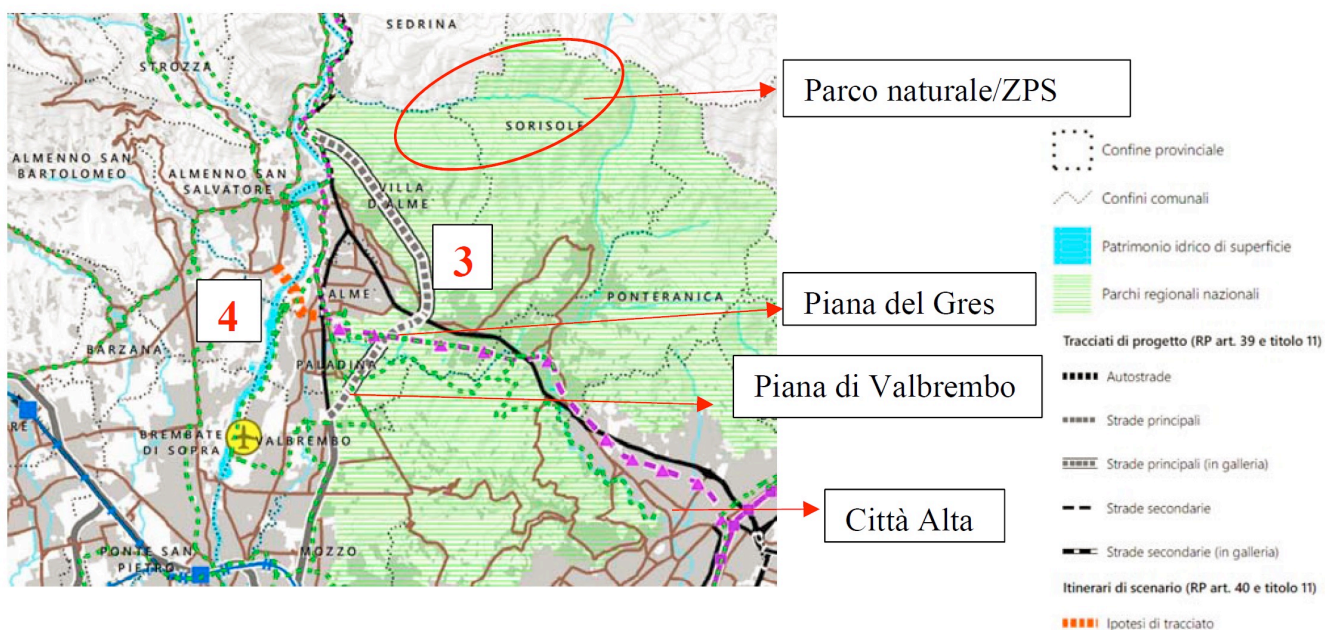 SEDRINA
STROZZA
Parco naturale/ZPS
SORISOLE
ALMENNO SAN
BARTOLOMEO
ALMENNO SAN
SALVATORE
VILLA
D'ALME'
3
4
ALME'
PONTERANICA
Piana del Gres
BARZANA
PALADINA
Piana di Valbrembo
BREMBATE
DI SOPRA
VALBREMBO
Città Alta
PONTE SAN
PIETRO
MOZZO
Confine provinciale
Confini comunali
Patrimonio idrico di superficie
Parchi regionali nazionali
Tracciati di progetto (RP art. 39 e titolo 11)
Autostrade
Strade principali
Strade principali (in galleria)
Strade secondarie
Strade secondarie (in galleria)
Itinerari di scenario (RP art. 40 e titolo 11)
Ipotesi di tracciato